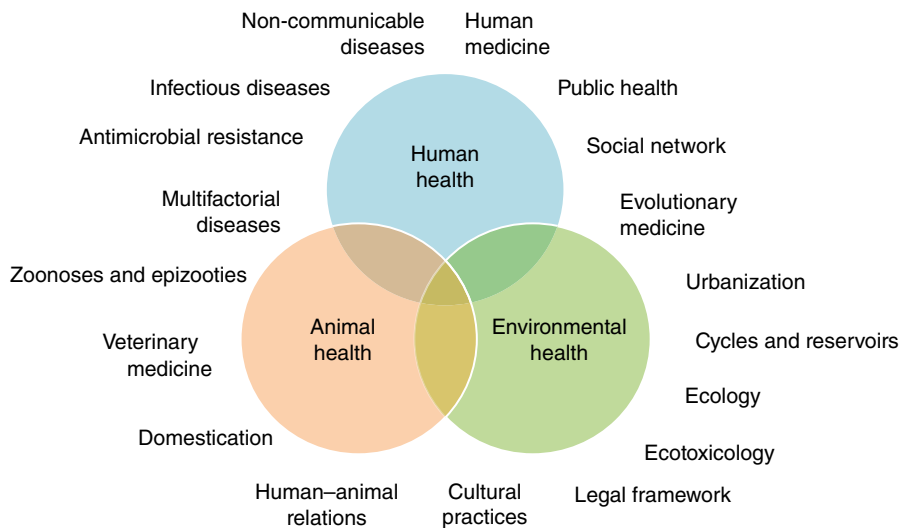 Non-communicable
diseases
Human
medicine
Infectious diseases
Public health
Antimicrobial resistance
Social network
Human
health
Multifactorial
diseases
Evolutionary
medicine
Zoonoses and epizooties
Urbanization
Animal
health
Environmental
health
Veterinary
medicine
Cycles and reservoirs
Ecology
Domestication
Ecotoxicology
Human–animal
relations
Cultural
practices
Legal framework